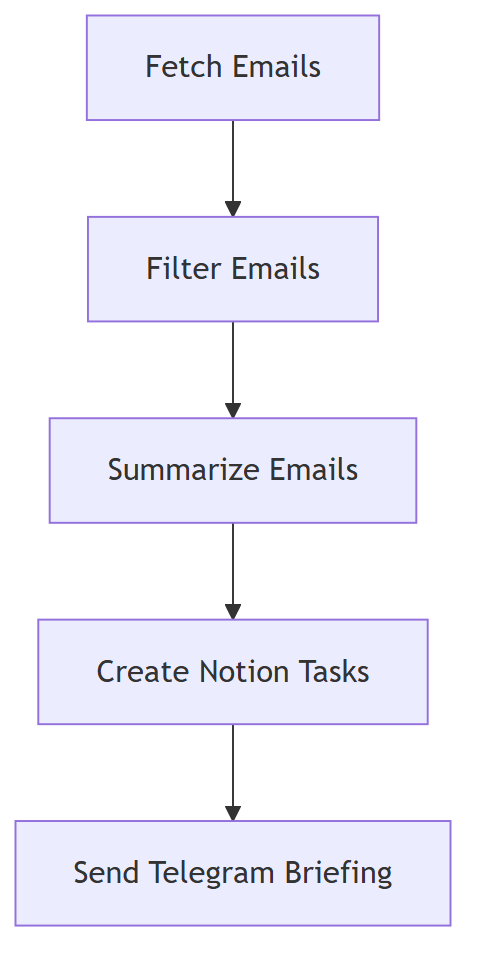 Fetch Emails
Filter Emails
Summarize Emails
Create Notion Tasks
Send Telegram Briefing